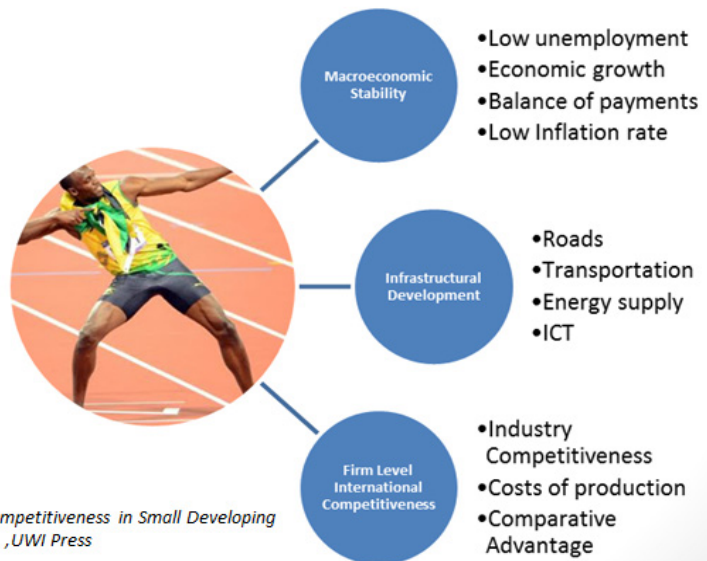 Macroeconomic
Stability
•Low unemployment
•Economic growth
•Balance of payments
•Low Inflation rate
Infrastructural
Development
•Roads
•Transportation
•Energy supply
•ICT
Firm Level
International
Competitiveness
•Industry
Competitiveness
•Costs of production
•Comparative
Advantage
mpetitiveness in Small Developing
,UWI Press